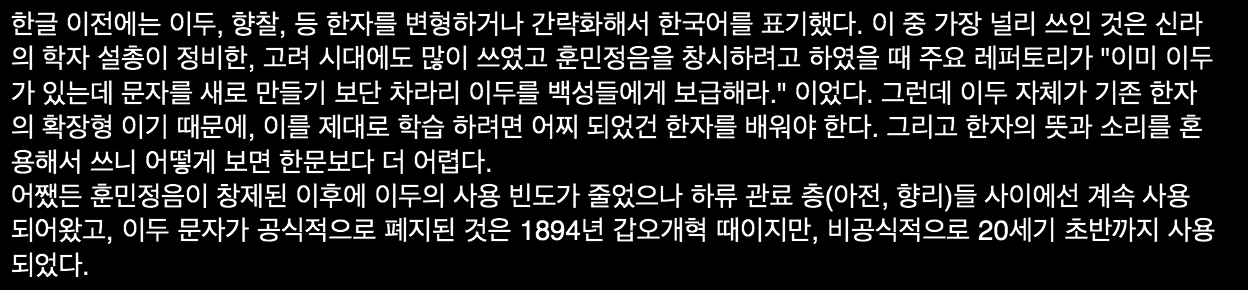 한글 이전에는 이두, 향찰, 등 한자를 변형하거나 간략화해서 한국어를 표기했다. 이 중 가장 널리 쓰인 것은 신라
의 학자 설총이 정비한, 고려 시대에도 많이 쓰였고 훈민정음을 창시하려고 하였을 때 주요 레퍼토리가 "이미 이두
가 있는데 문자를 새로 만들기 보단 차라리 이두를 백성들에게 보급해라." 이었다. 그런데 이두 자체가 기존 한자
의 확장형 이기 때문에, 이를 제대로 학습 하려면 어찌 되었건 한자를 배워야 한다. 그리고 한자의 뜻과 소리를 혼
용해서 쓰니 어떻게 보면 한문보다 더 어렵다.
어쨌든 훈민정음이 창제된 이후에 이두의 사용 빈도가 줄었으나 하류 관료 층(아전, 향리)들 사이에선 계속 사용
되어왔고, 이두 문자가 공식적으로 폐지된 것은 1894년 갑오개혁 때이지만, 비공식적으로 20세기 초반까지 사용
되었다.